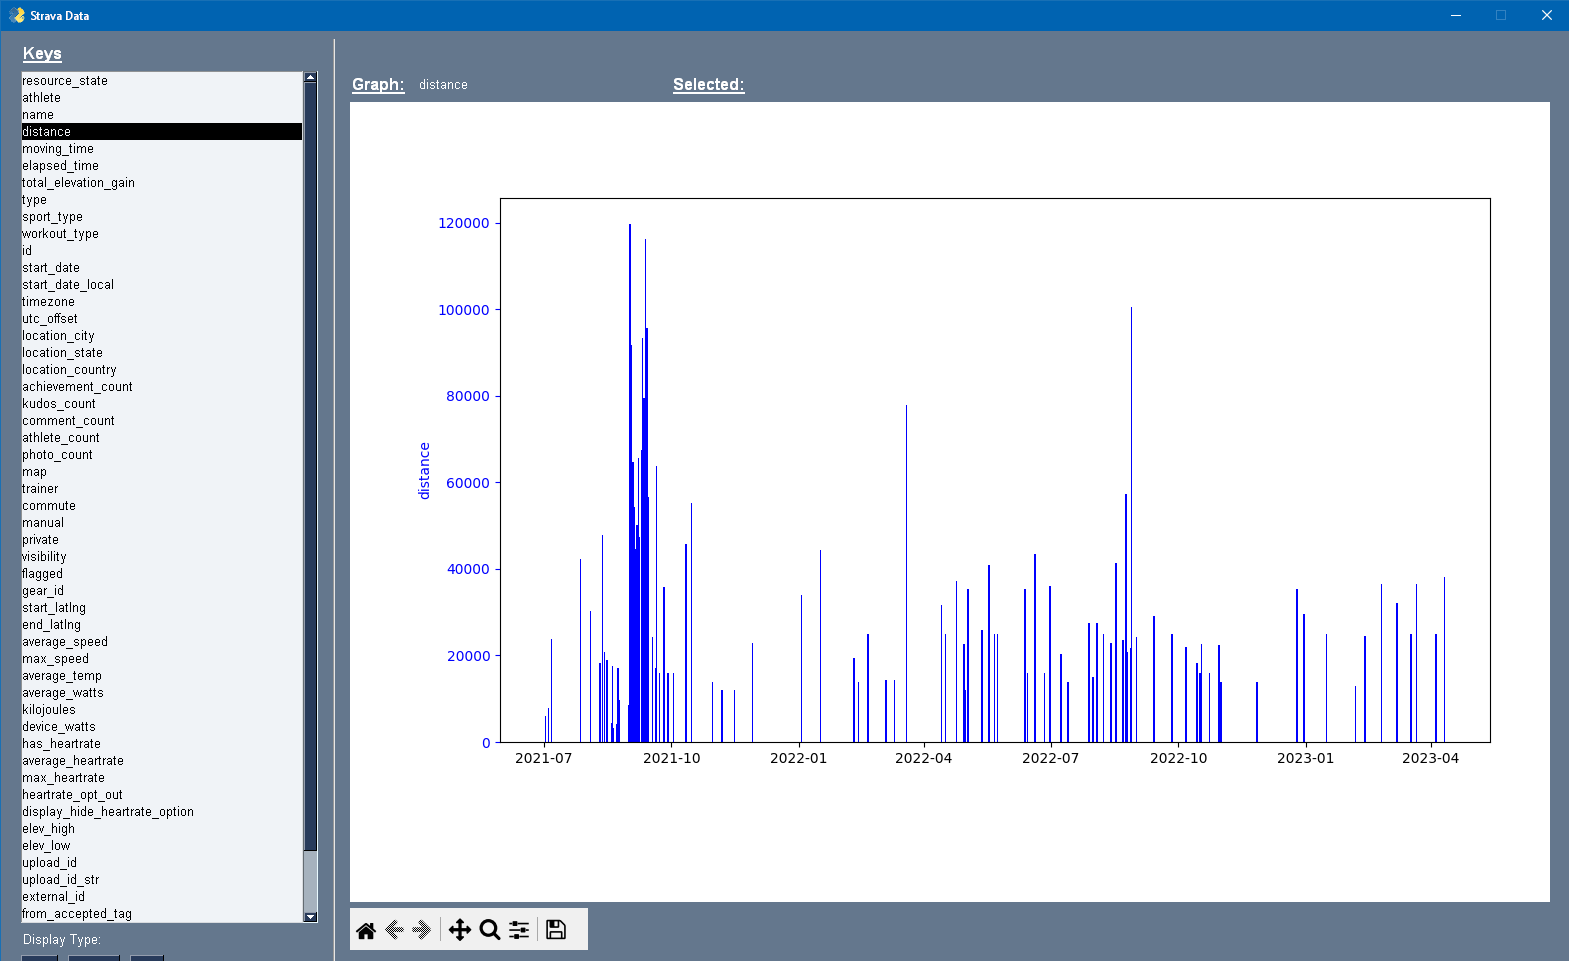 Strava Data
Keys
resource_state
athlete
name
distance
moving_time
elapsed_time
total_elevation_gain
type
sport_type
workout_type
id
start_date
start_date_local
timezone
utc_offset
location_city
location_state
location_country
achievement_count
kudos_count
comment_count
athlete_count
photo_count
map
trainer
commute
manual
private
visibility
flagged
gear_id
start_latlng
end_latlng
average_speed
max_speed
average_temp
average_watts
kilojoules
device_watts
has_heartrate
average_heartrate
max_heartrate
heartrate_opt_out
display_hide_heartrate_option
elev_high
elev_low
upload_id
upload_id_str
external_id
from_accepted_tag
Display Type:
Graph: distance Selected:
120000
100000
80000
60000
40000
20000
0
distance
2021-07 2021-10 2022-01 2022-04 2022-07 2022-10 2023-01 2023-04